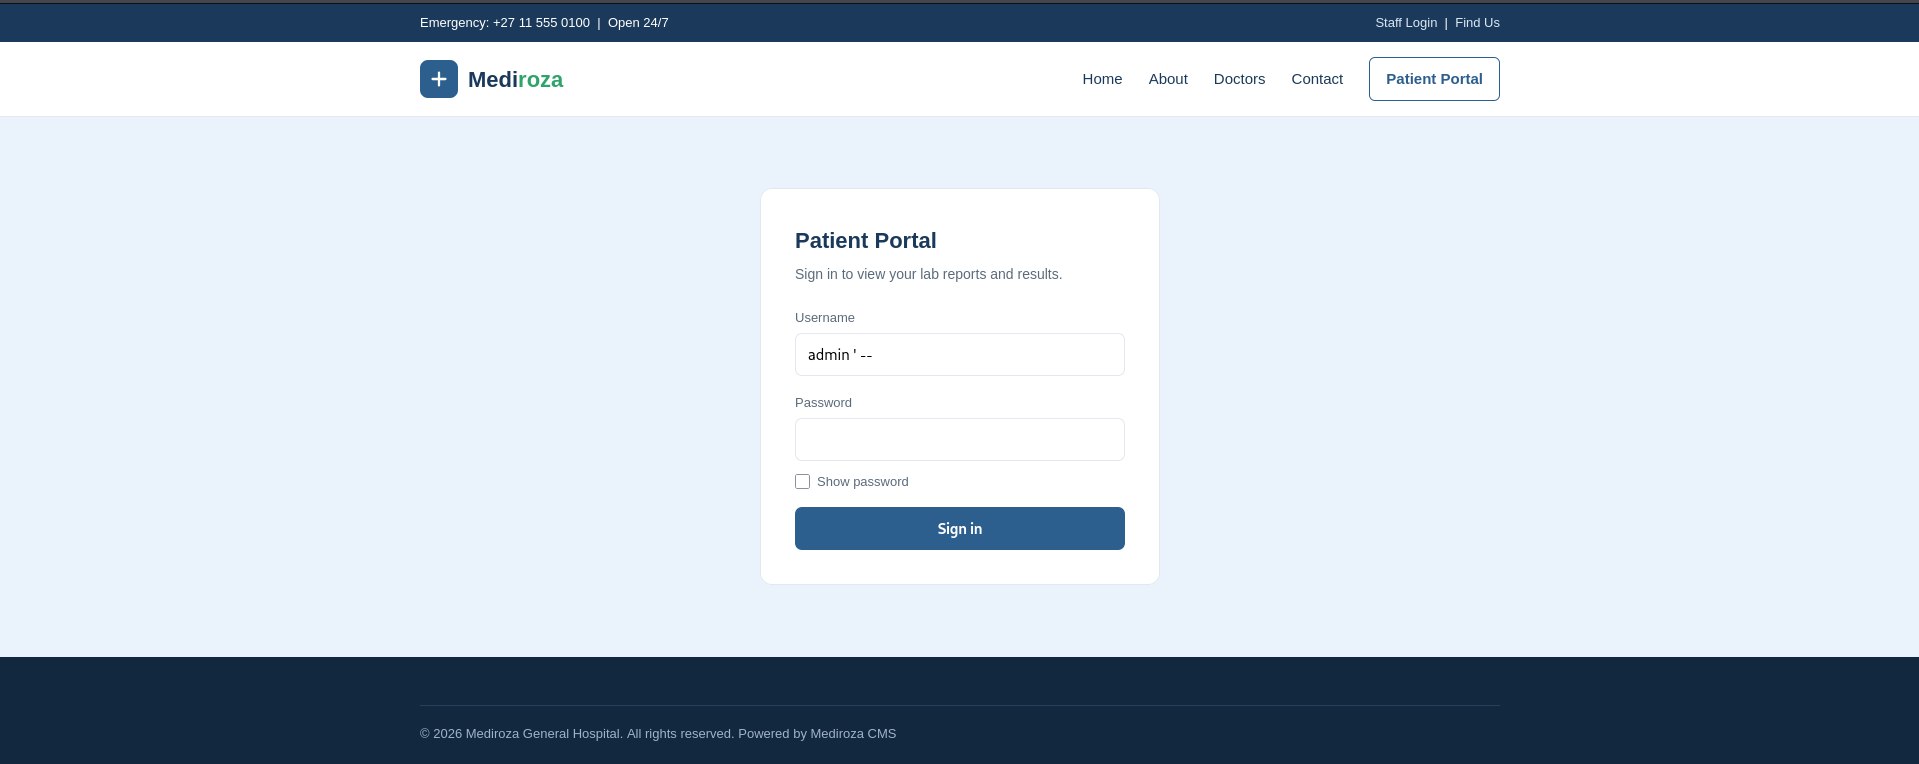 Emergency: +27 11 555 0100 | Open 24/7
Staff Login | Find Us
Mediroza
Home About Doctors Contact Patient Portal
Patient Portal
Sign in to view your lab reports and results.
Username
admin ' --
Password
Show password
Sign in
© 2026 Mediroza General Hospital. All rights reserved. Powered by Mediroza CMS